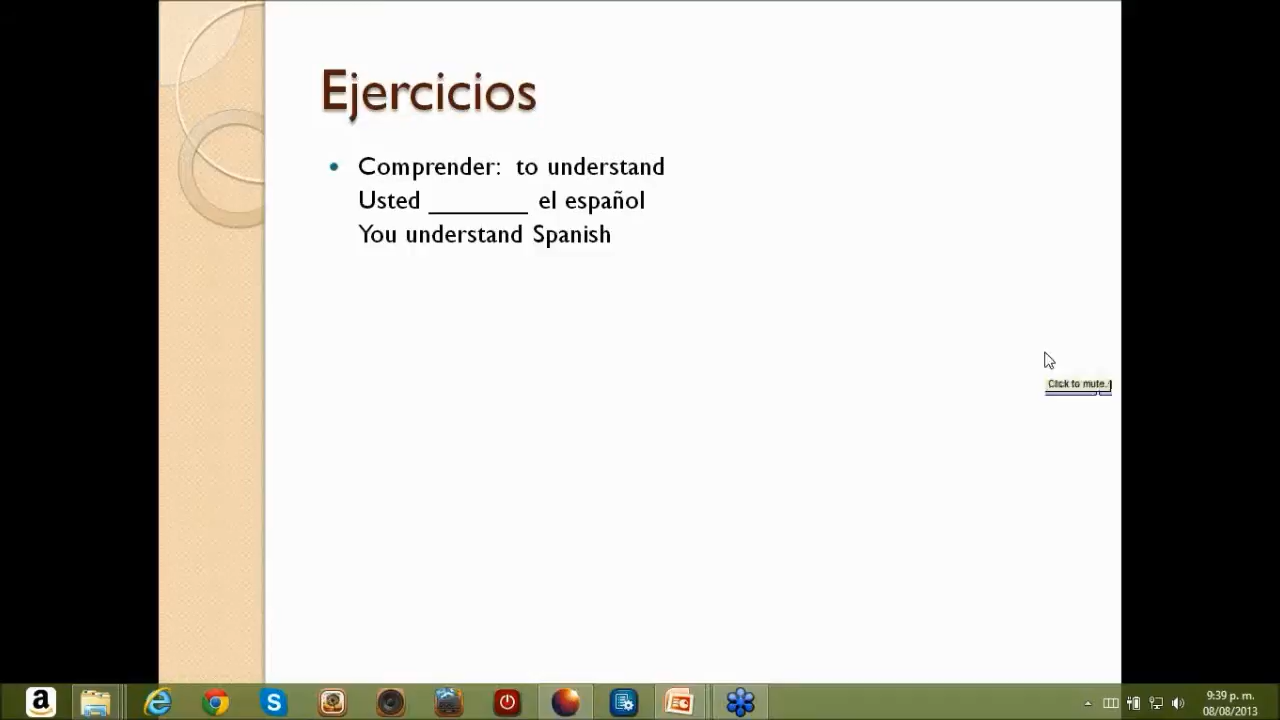 Ejercicios
Comprender: to understand
Usted ________ el español
You understand Spanish
Click to mute.
9:39 p. m.
08/08/2013